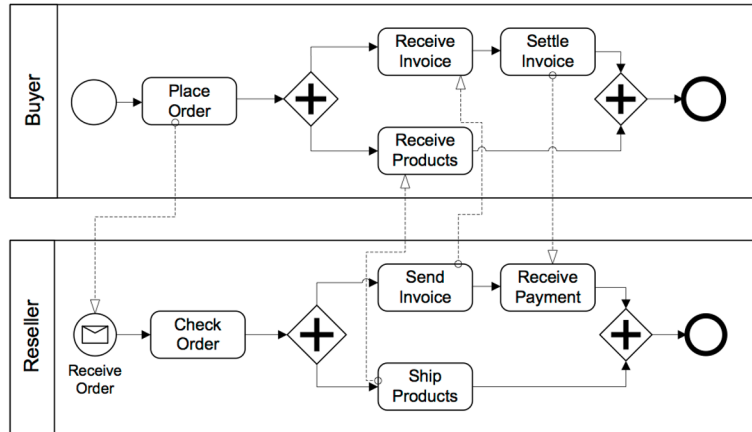 Buyer
Place
Order
Receive
Invoice
Settle
Invoice
Receive
Products
Reseller
Receive
Order
Check
Order
Send
Invoice
Receive
Payment
Ship
Products